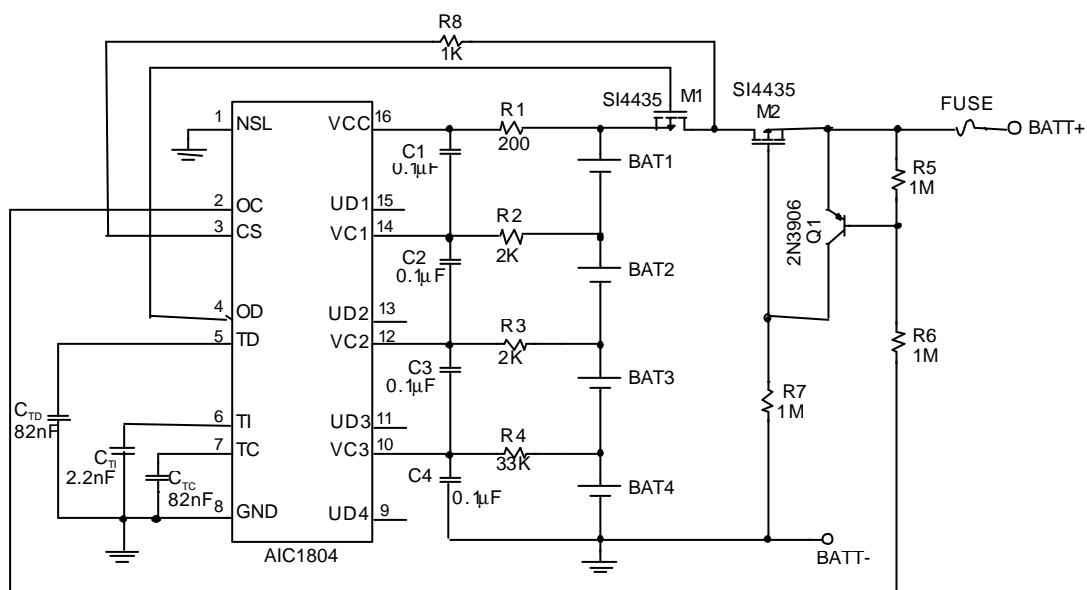 R8
1K
SI4435
M1
SI4435
M2
FUSE
BATT+
1
NSL
VCC
16
R1
200
C1
0.1μF
BAT1
R5
1M
2
OC
3
CS
UD1
15
VC1
14
R2
2K
C2
0.1μF
BAT2
2N3906
Q1
4
OD
5
TD
UD2
13
VC2
12
R3
2K
C3
0.1μF
BAT3
R6
1M
R7
1M
CTD
82nF
6
TI
7
TC
CTI
2.2nF
CTC
82nF
UD3
11
VC3
10
R4
33K
C4
0.1μF
BAT4
8
GND
UD4
9
AIC1804
BATT-